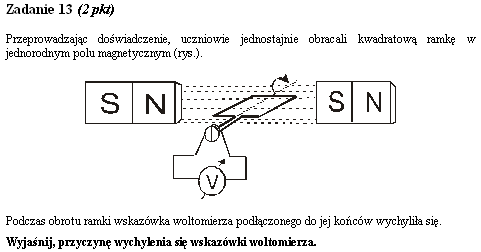 Zadanie 13 (2 pkt)
Przeprowadzając doświadczenie, uczniowie jednostajnie obracali kwadratową ramkę w
jednorodnym polu magnetycznym (rys.).
S N S N
V
Podczas obrotu ramki wskazówka woltomierza podłączonego do jej końców wychyliła się.
Wyjaśnij, przyczynę wychylenia się wskazówki woltomierza.